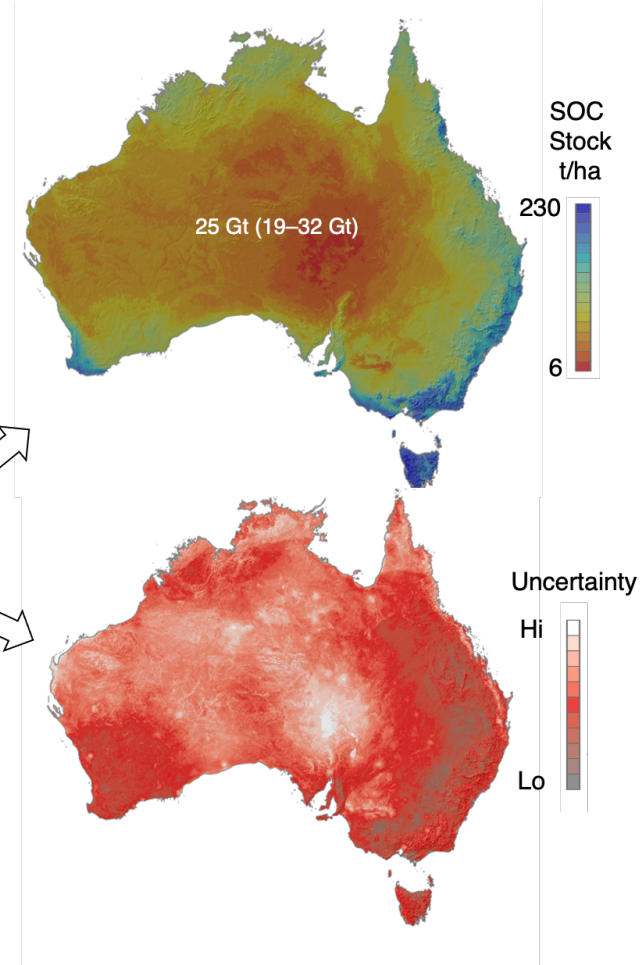 SOC
Stock
t/ha
230
25 Gt (19–32 Gt)
6
Uncertainty
Hi
Lo